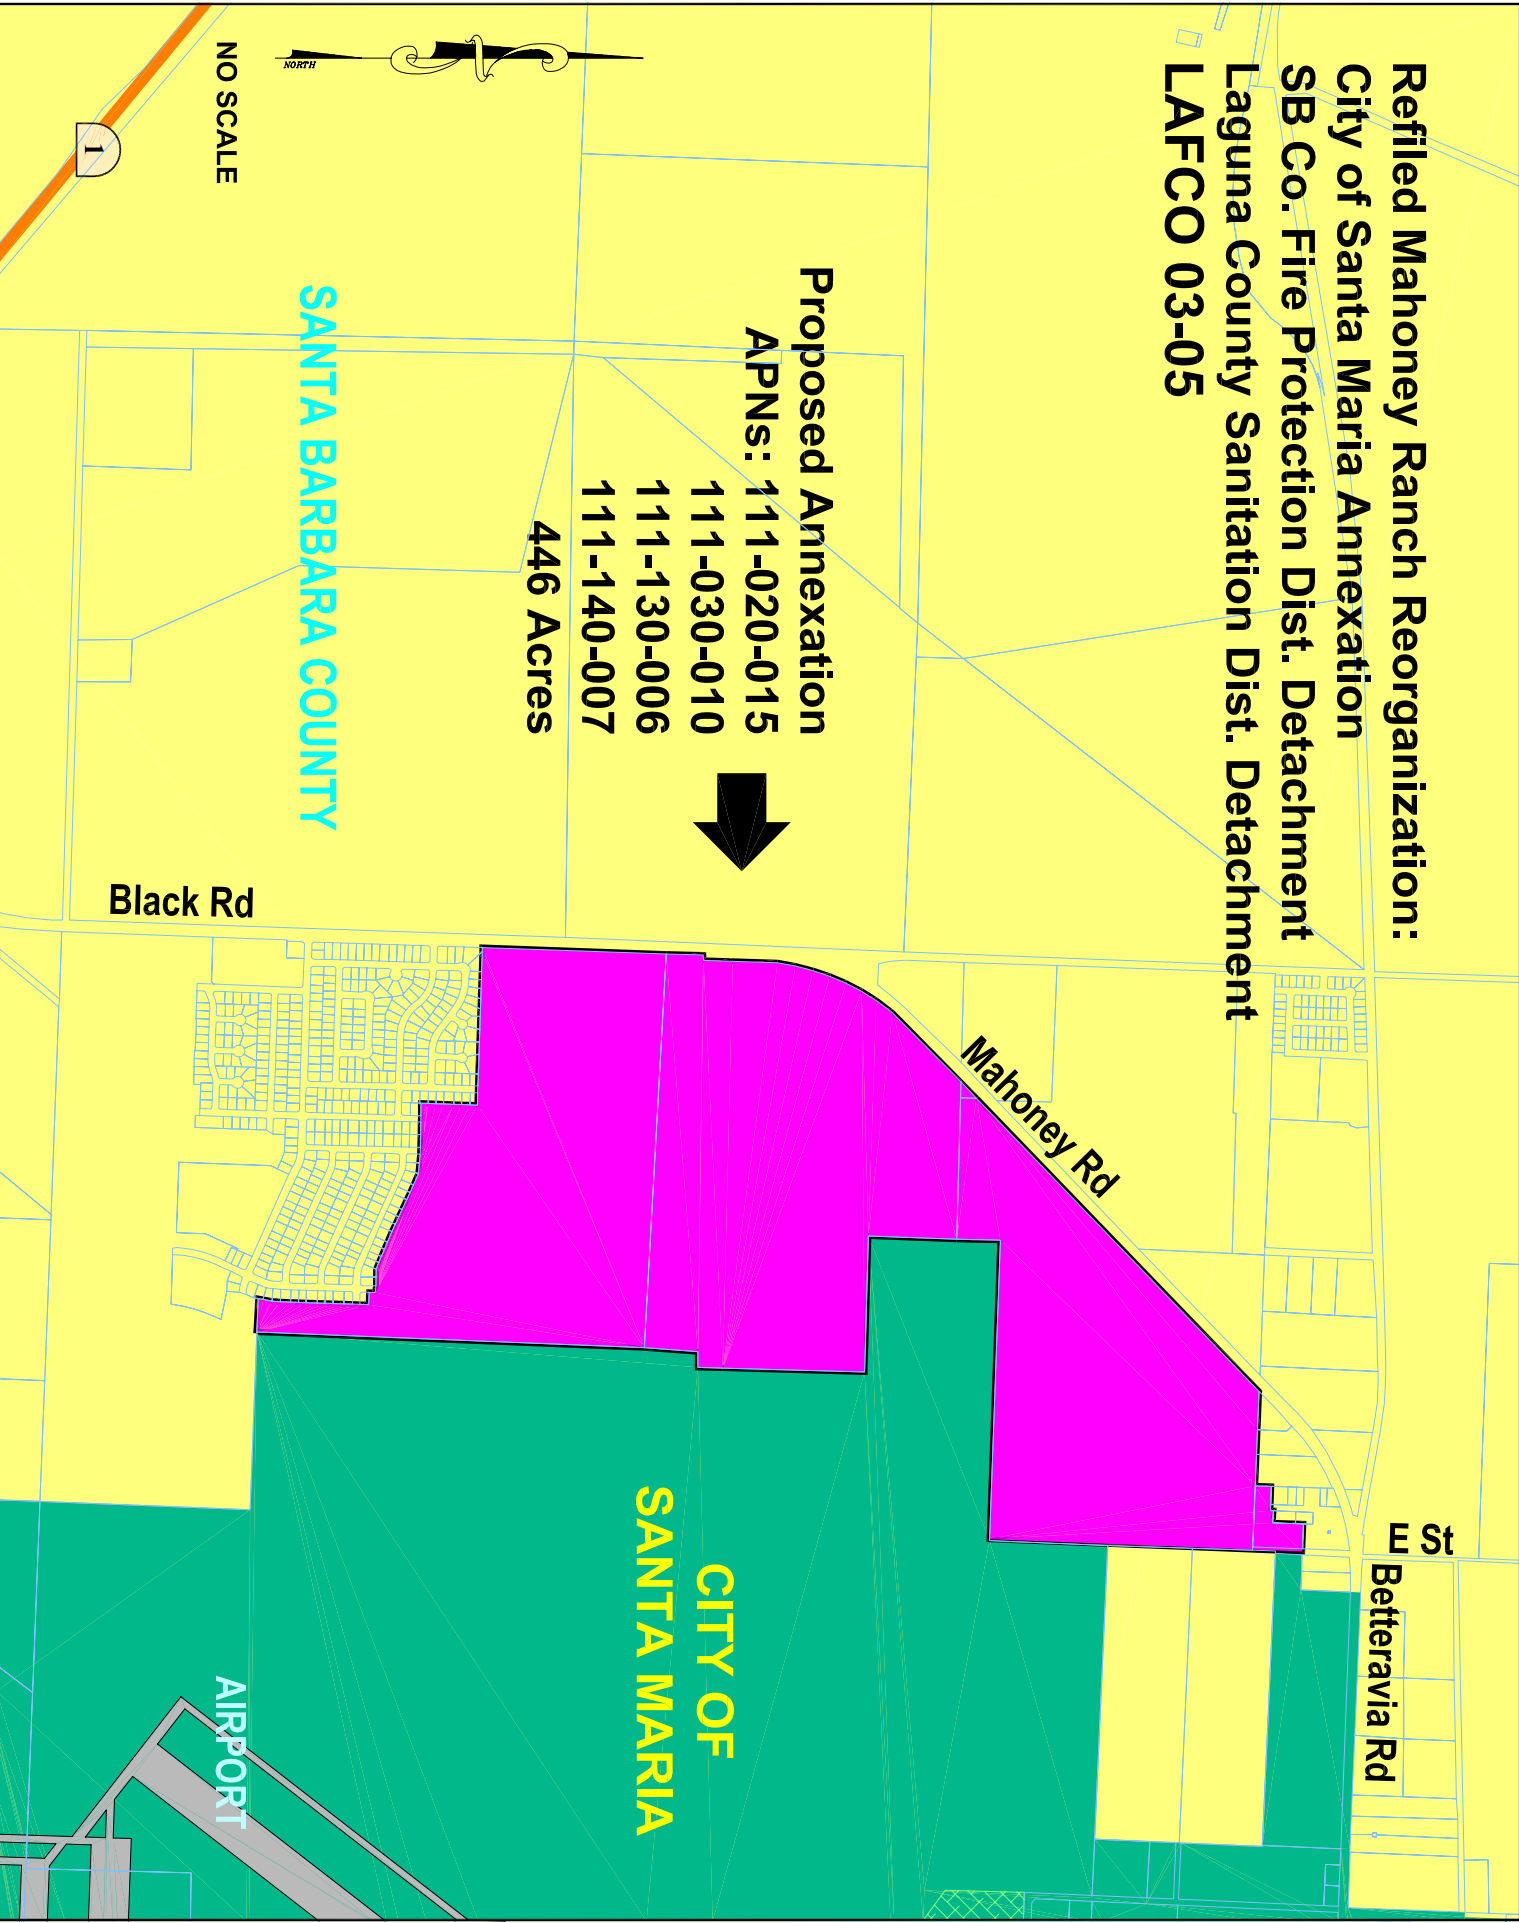 Refiled Mahoney Ranch Reorganization:
City of Santa Maria Annexation
SB Co. Fire Protection Dist. Detachment
Laguna County Sanitation Dist. Detachment
LAFCO 03-05
Proposed Annexation
APNs: 111-020-015
111-030-010
111-130-006
111-140-007
446 Acres
SANTA BARBARA COUNTY
NORTH
NO SCALE
1
Black Rd
Mahoney Rd
E St
Betteravia Rd
CITY OF
SANTA MARIA
AIRPORT